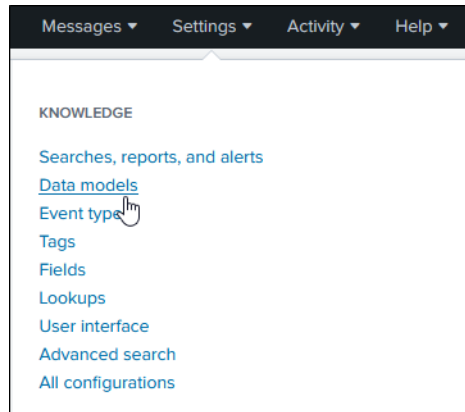 Messages ▾ Settings ▾ Activity ▾ Help ▾
KNOWLEDGE
Searches, reports, and alerts
Data models
Event types
Tags
Fields
Lookups
User interface
Advanced search
All configurations